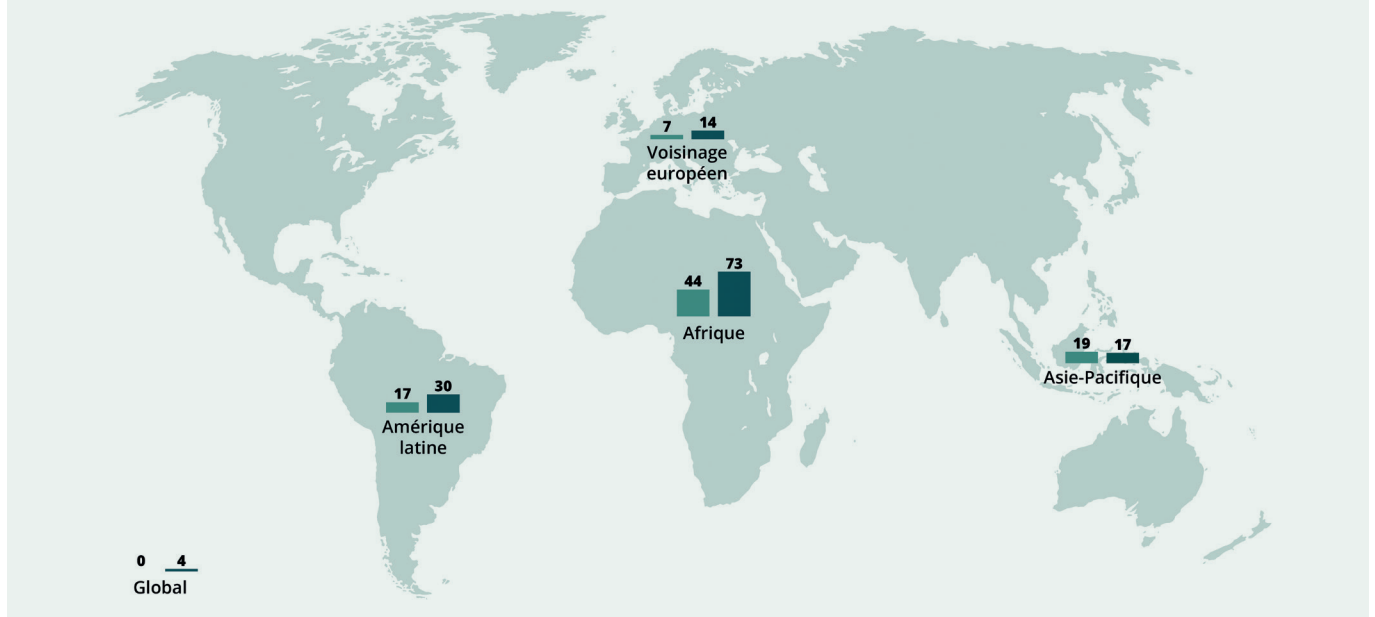 7 14
Voisinage
européen
44 73
Afrique
19 17
Asie-Pacifique
17 30
Amérique
latine
0 4
Global